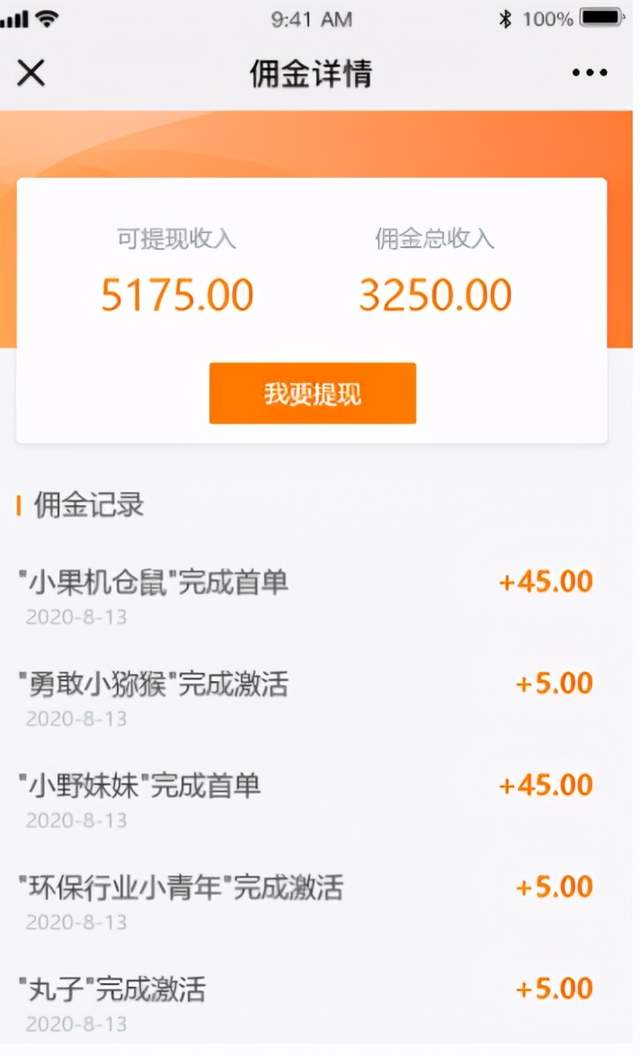 9:41 AM
100%
佣金详情
可提现收入
佣金总收入
5175.00
3250.00
我要提现
佣金记录
"小果机仓鼠"完成首单
+45.00
2020-8-13
"勇敢小猕猴"完成激活
+5.00
2020-8-13
"小野妹妹"完成首单
+45.00
2020-8-13
"环保行业小青年"完成激活
+5.00
2020-8-13
"丸子"完成激活
+5.00
2020-8-13